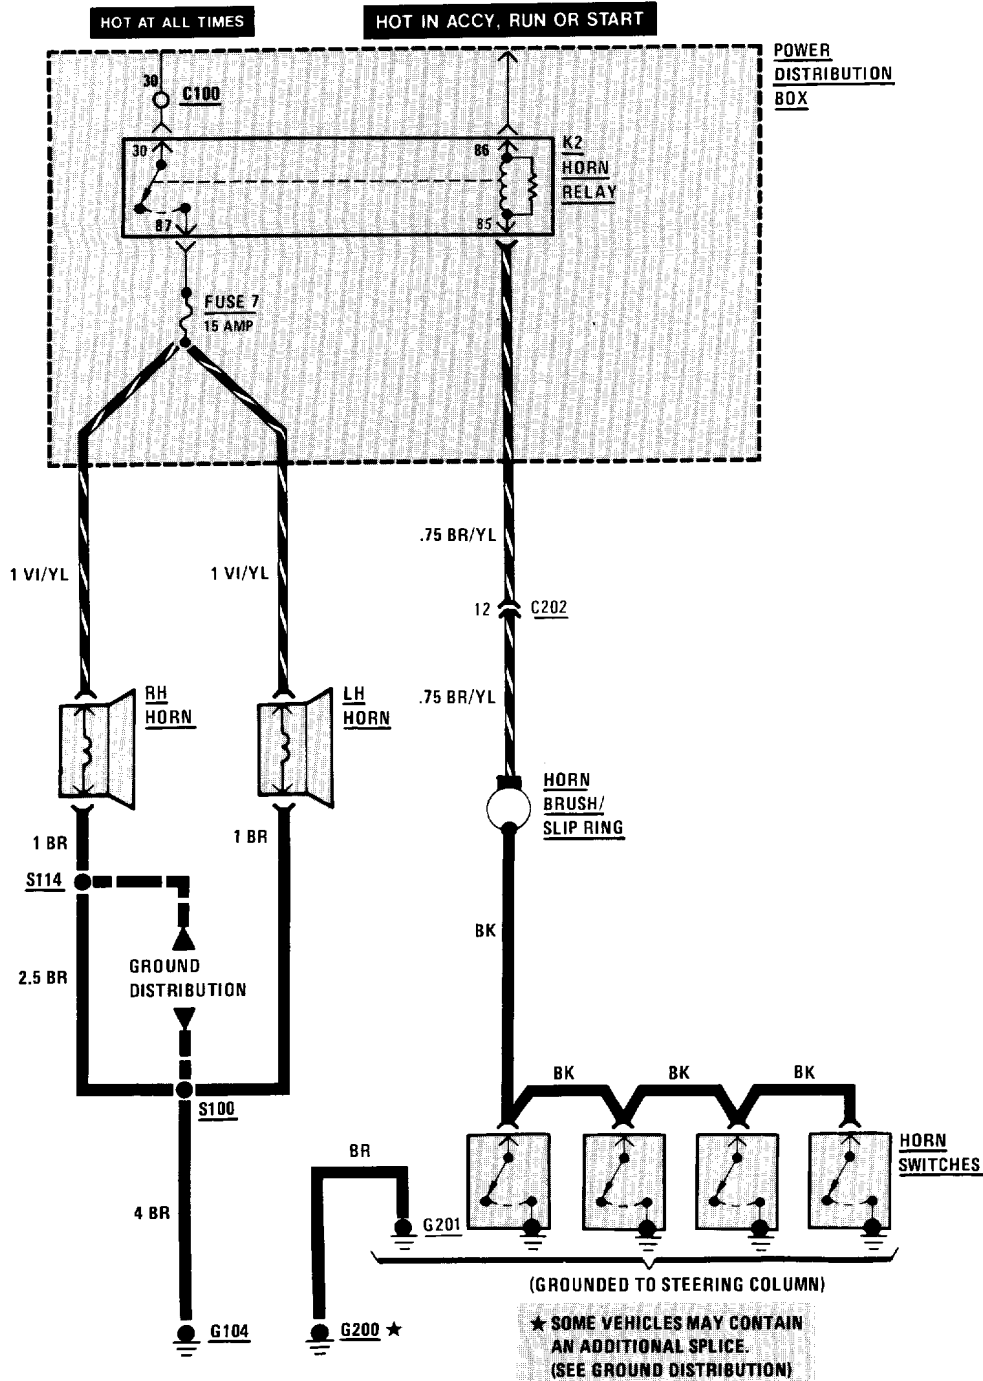 HOT AT ALL TIMES
HOT IN ACCY, RUN OR START
POWER
DISTRIBUTION
BOX
30
C100
30
86
K2
HORN
RELAY
87
85
FUSE 7
15 AMP
.75 BR/YL
1 VI/YL
1 VI/YL
12
C202
RH
HORN
LH
HORN
.75 BR/YL
HORN
BRUSH/
SLIP RING
1 BR
1 BR
S114
BK
GROUND
DISTRIBUTION
2.5 BR
BK
BK
BK
S100
BR
HORN
SWITCHES
4 BR
G201
(GROUNDED TO STEERING COLUMN)
G104
G200 ★
★ SOME VEHICLES MAY CONTAIN
AN ADDITIONAL SPLICE.
(SEE GROUND DISTRIBUTION)